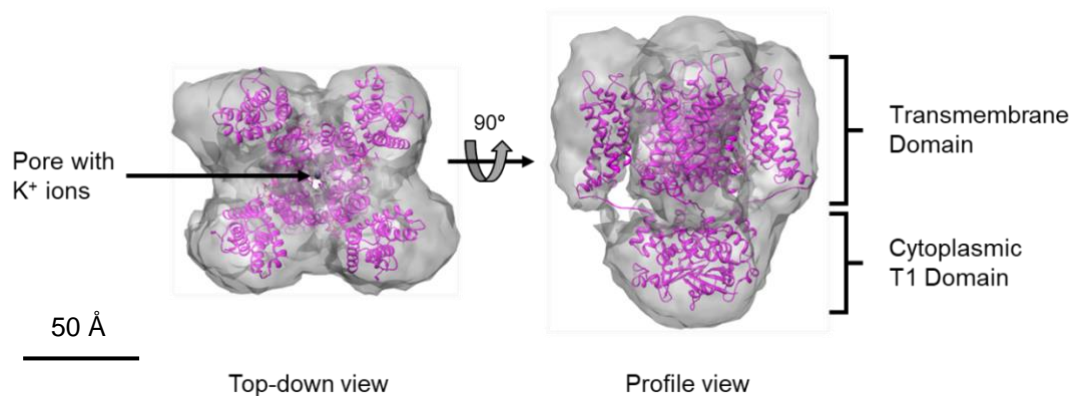 Pore with
K⁺ ions
90°
Transmembrane
Domain
Cytoplasmic
T1 Domain
50 Å
Top-down view
Profile view